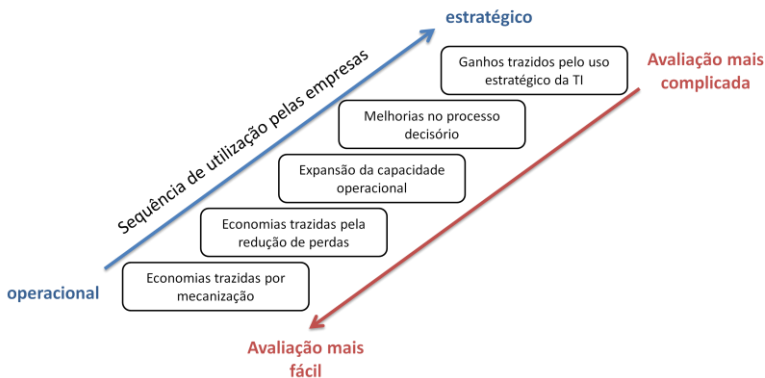 estratégico
Ganhos trazidos pelo uso
estratégico da TI
Avaliação mais
complicada
Sequência de utilização pelas empresas
Melhorias no processo
decisório
Expansão da capacidade
operacional
Economias trazidas pela
redução de perdas
operacional
Economias trazidas por
mecanização
Avaliação mais
fácil